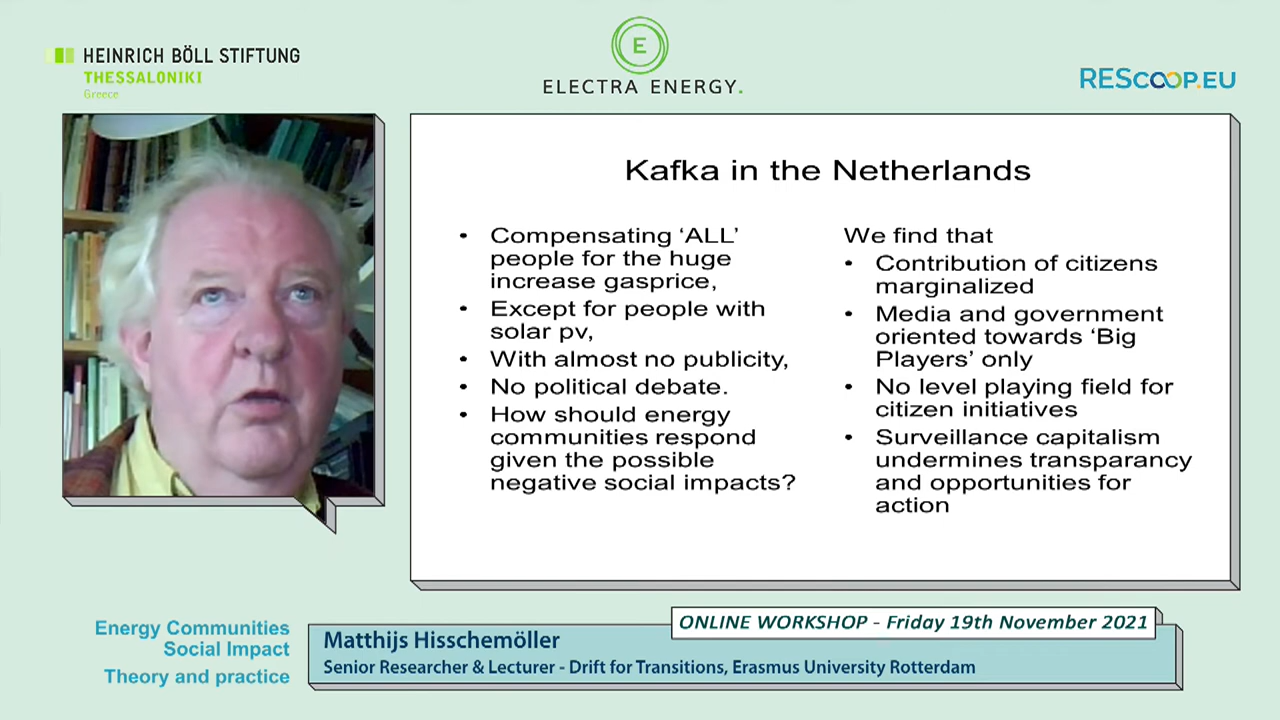 HEINRICH BÖLL STIFTUNG
THESSALONIKI
Greece
E
ELECTRA ENERGY.
REScoop.EU
Kafka in the Netherlands
• Compensating ‘ALL’
people for the huge
increase gasprice,
• Except for people with
solar pv,
• With almost no publicity,
• No political debate.
• How should energy
communities respond
given the possible
negative social impacts?
We find that
• Contribution of citizens
marginalized
• Media and government
oriented towards ‘Big
Players’ only
• No level playing field for
citizen initiatives
• Surveillance capitalism
undermines transparancy
and opportunities for
action
Energy Communities
Social Impact
Theory and practice
ONLINE WORKSHOP - Friday 19th November 2021
Matthijs Hisschemöller
Senior Researcher & Lecturer - Drift for Transitions, Erasmus University Rotterdam